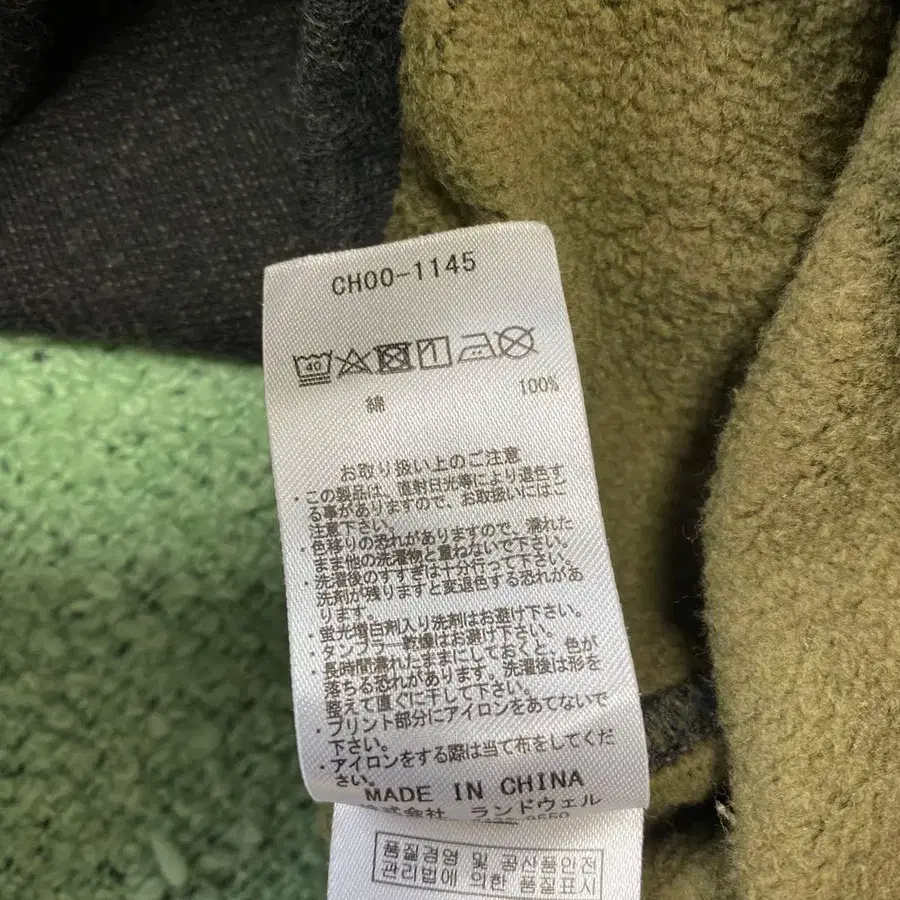 CH00-1145
40
綿 100%
お取り扱い上のご注意
・この製品は、直射日光等により退色す
る事がありますので、お取扱いにはご
注意下さい。
・色移りの恐れがありますので、濡れた
まま他の洗濯物と重ねないで下さい。
・洗濯後のすすぎは十分行って下さい。
洗剤が残りますと変退色する恐れがあ
ります。
・蛍光増白剤入り洗剤はお避け下さい。
・タンブラー乾燥はお避け下さい。
・長時間濡れたままにしておくと、色が
落ちる恐れがあります。洗濯後は形を
整えて直ぐに干して下さい。
・プリント部分にアイロンをあてないで
下さい。
・アイロンをする際は当て布をしてくだ
さい。
MADE IN CHINA
株式会社 ランドウェル
품질경영 및 공산품안전
관리법에 의한 품질표시